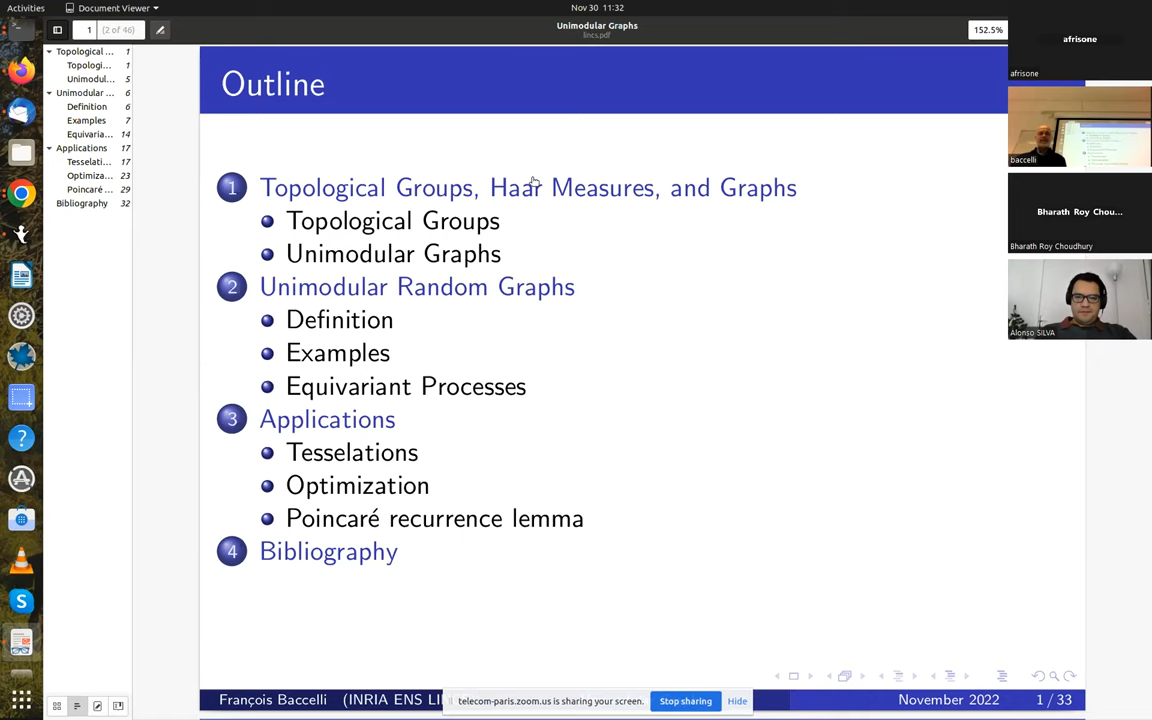 Activities
Document Viewer
Nov 30 11:32
1
(2 of 46)
Unimodular Graphs
lincs.pdf
152.5%
Topological ... 1
Topologi... 1
Unimodul... 5
Unimodular ... 6
Definition 6
Examples 7
Equivaria... 14
Applications 17
Tesselati... 17
Optimiza... 23
Poincaré ... 29
Bibliography 32
Outline
1 Topological Groups, Haar Measures, and Graphs
Topological Groups
Unimodular Graphs
2 Unimodular Random Graphs
Definition
Examples
Equivariant Processes
3 Applications
Tesselations
Optimization
Poincaré recurrence lemma
4 Bibliography
François Baccelli (INRIA ENS LI
November 2022 1 / 33
telecom-paris.zoom.us is sharing your screen. Stop sharing Hide
afrisone
afrisone
baccelli
Bharath Roy Chou...
Bharath Roy Choudhury
Alonso SILVA